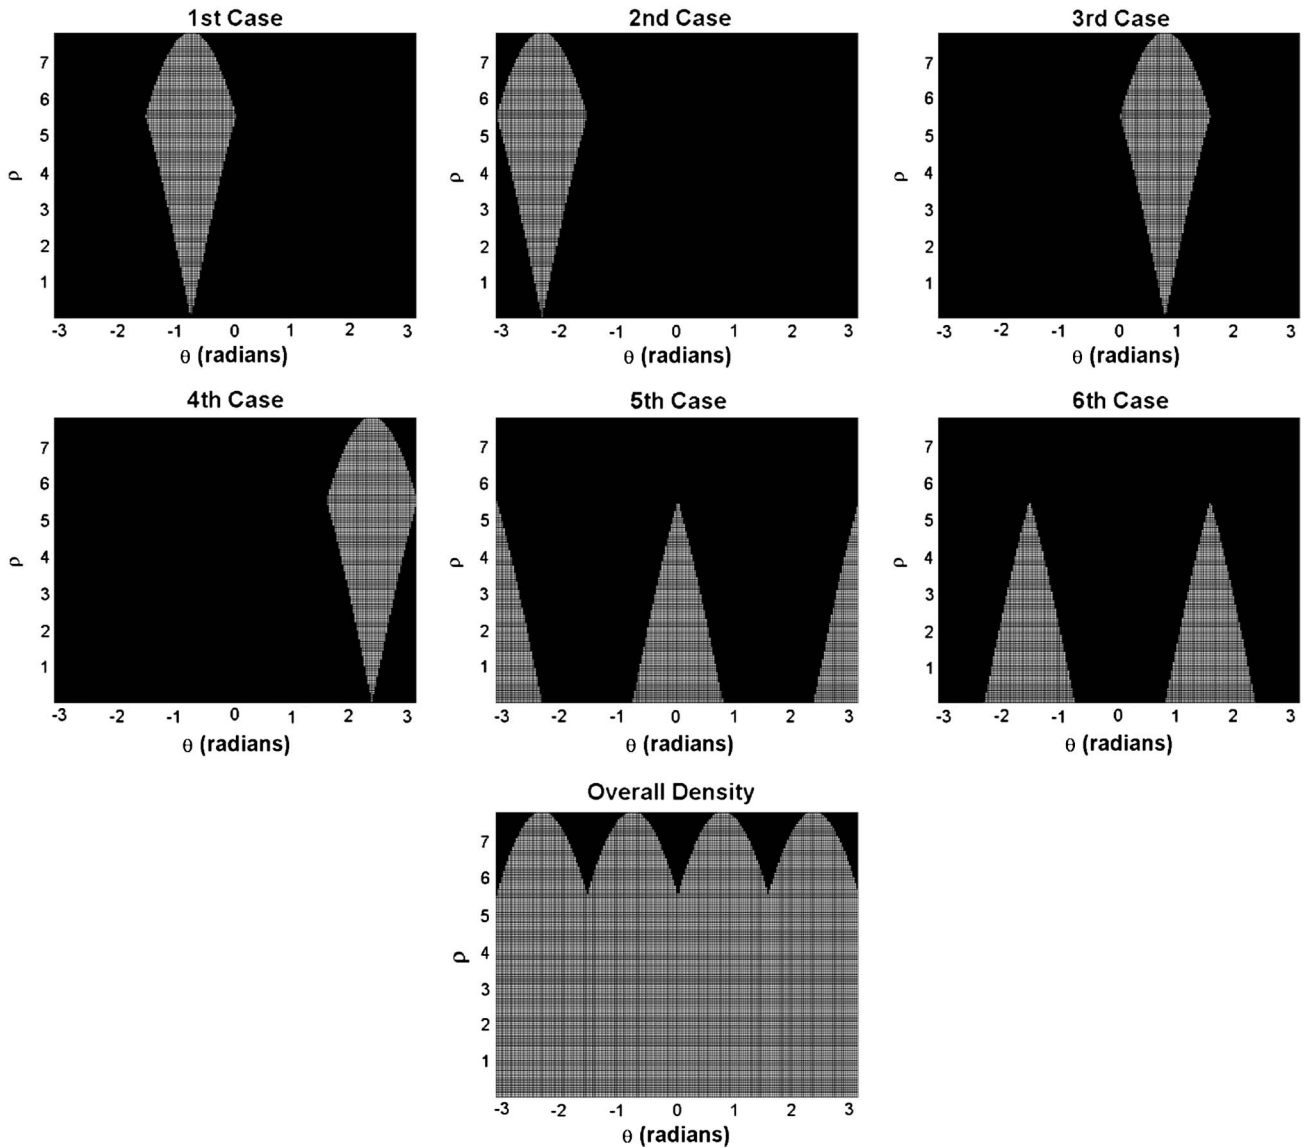 1st Case
7
6
5
4
3
2
1
ρ
-3 -2 -1 0 1 2 3
θ (radians)
2nd Case
7
6
5
4
3
2
1
ρ
-3 -2 -1 0 1 2 3
θ (radians)
3rd Case
7
6
5
4
3
2
1
ρ
-3 -2 -1 0 1 2 3
θ (radians)
4th Case
7
6
5
4
3
2
1
ρ
-3 -2 -1 0 1 2 3
θ (radians)
5th Case
7
6
5
4
3
2
1
ρ
-3 -2 -1 0 1 2 3
θ (radians)
6th Case
7
6
5
4
3
2
1
ρ
-3 -2 -1 0 1 2 3
θ (radians)
Overall Density
7
6
5
4
3
2
1
ρ
-3 -2 -1 0 1 2 3
θ (radians)